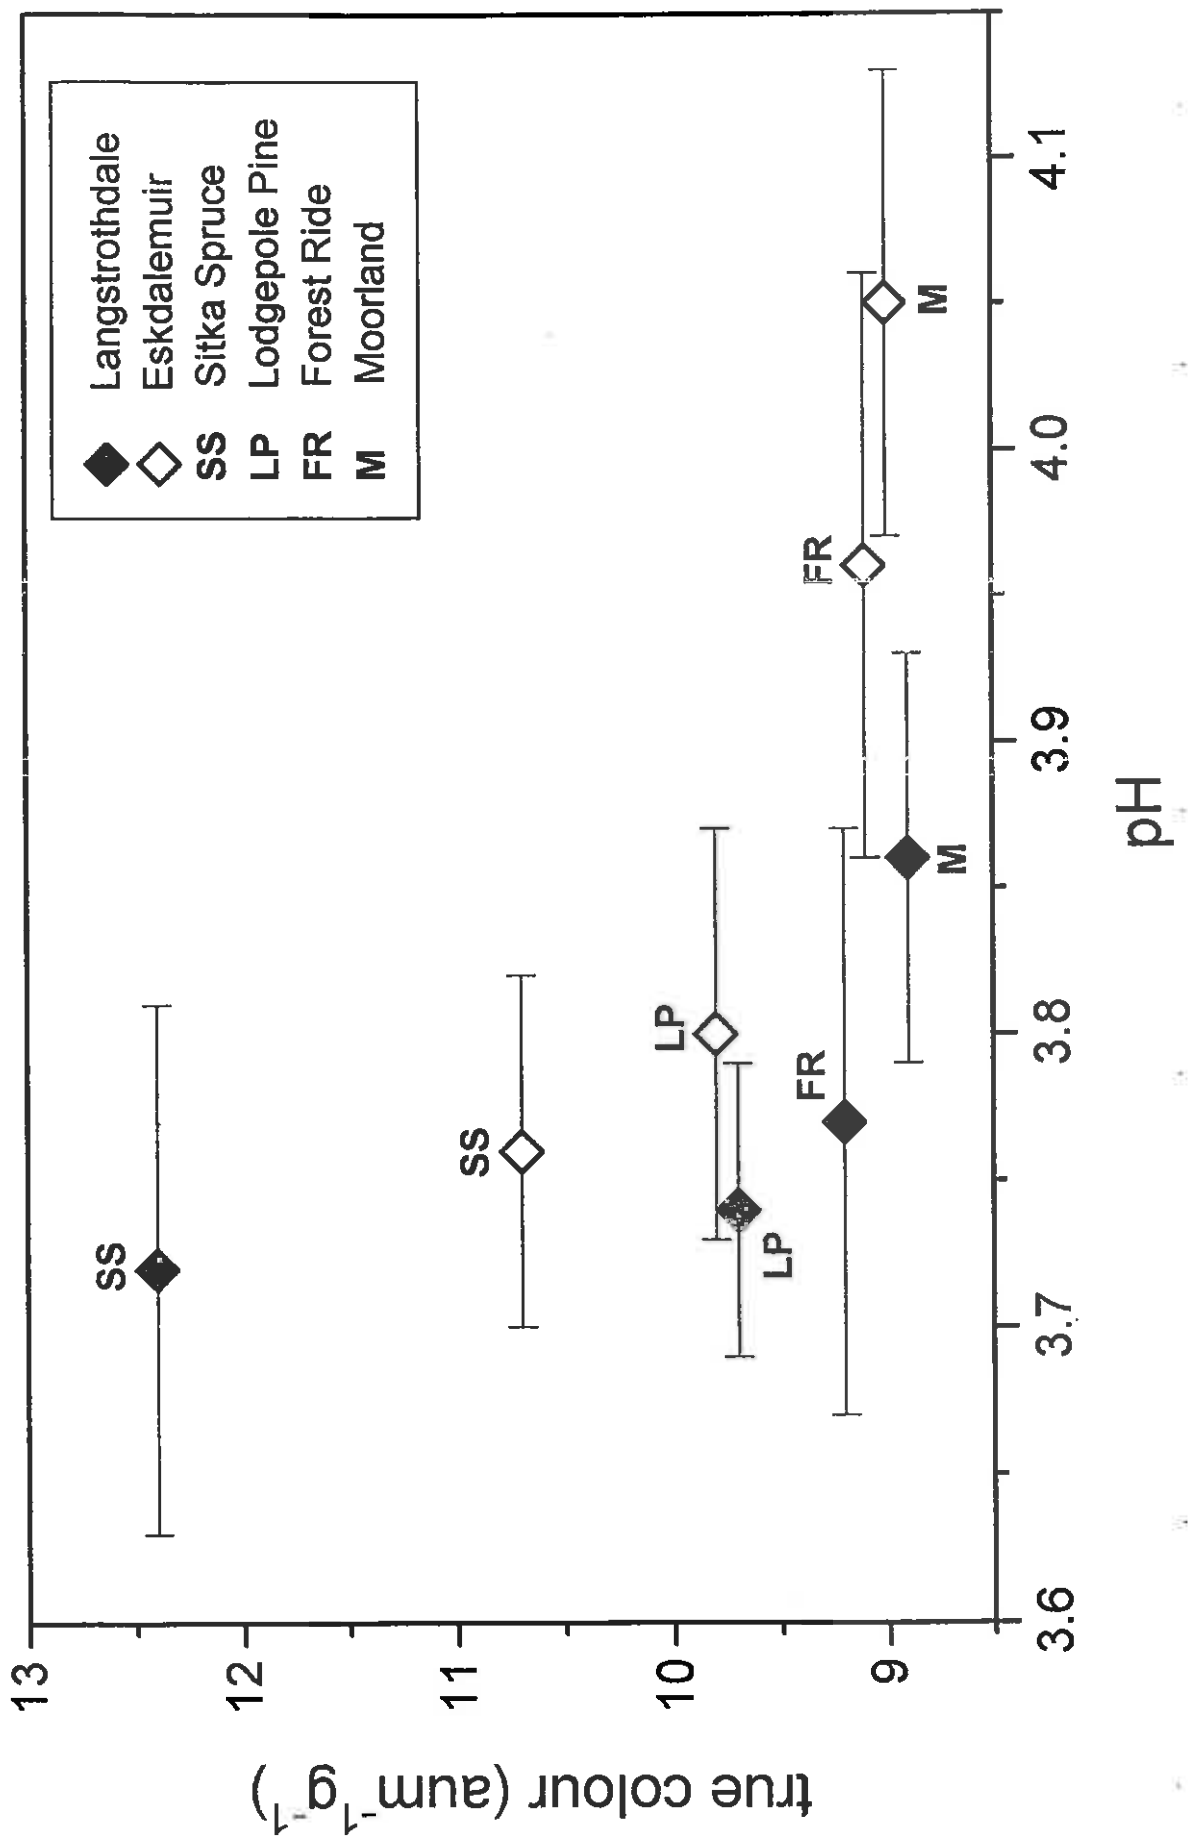 true colour (aum⁻¹g⁻¹)
13
12
11
10
9
◆ Langstrothdale
◇ Eskdalemuir
SS Sitka Spruce
LP Lodgepole Pine
FR Forest Ride
M Moorland
SS
SS
LP
LP
FR
FR
M
M
3.6
3.7
3.8
3.9
4.0
4.1
pH